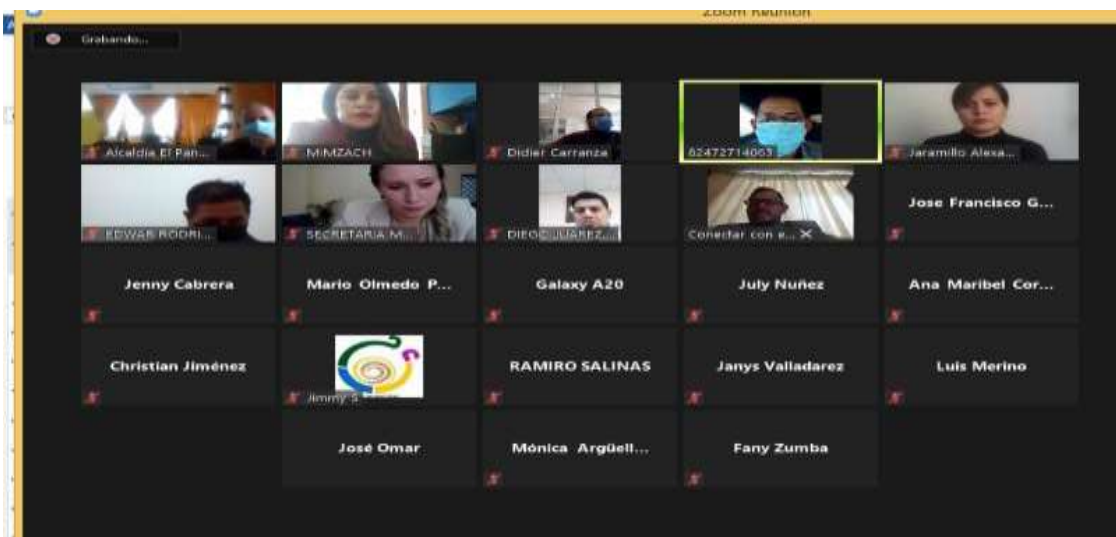 Zoom Reunión
Grabando...
Alcaldía El Pan...
MIMZACH
Didier Carranza
82472714063
Jaramillo Alexa...
EDWAR RODRI...
SECRETARIA M...
DIEGO JUAREZ...
Conectar con e...
Jose Francisco G...
Jenny Cabrera
Mario Olmedo P...
Galaxy A20
July Nuñez
Ana Maribel Cor...
Christian Jiménez
Jimmy S
RAMIRO SALINAS
Janys Valladarez
Luis Merino
José Omar
Mónica Argüell...
Fany Zumba